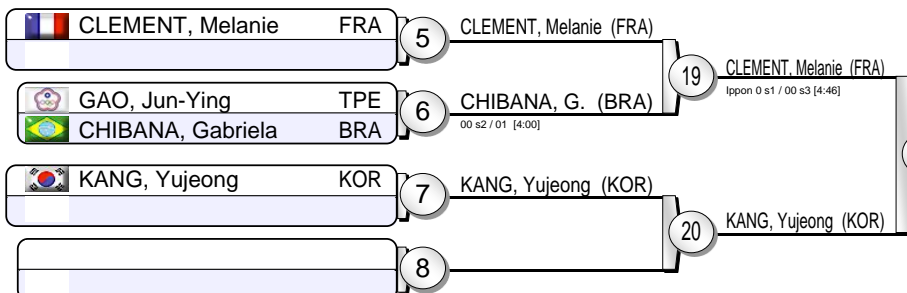 CLEMENT, Melanie FRA
5
CLEMENT, Melanie (FRA)
19
CLEMENT, Melanie (FRA)
Ippon 0 s1 / 00 s3 [4:46]
GAO, Jun-Ying TPE
CHIBANA, Gabriela BRA
6
CHIBANA, G. (BRA)
00 s2 / 01 [4:00]
KANG, Yujeong KOR
7
KANG, Yujeong (KOR)
20
KANG, Yujeong (KOR)
8